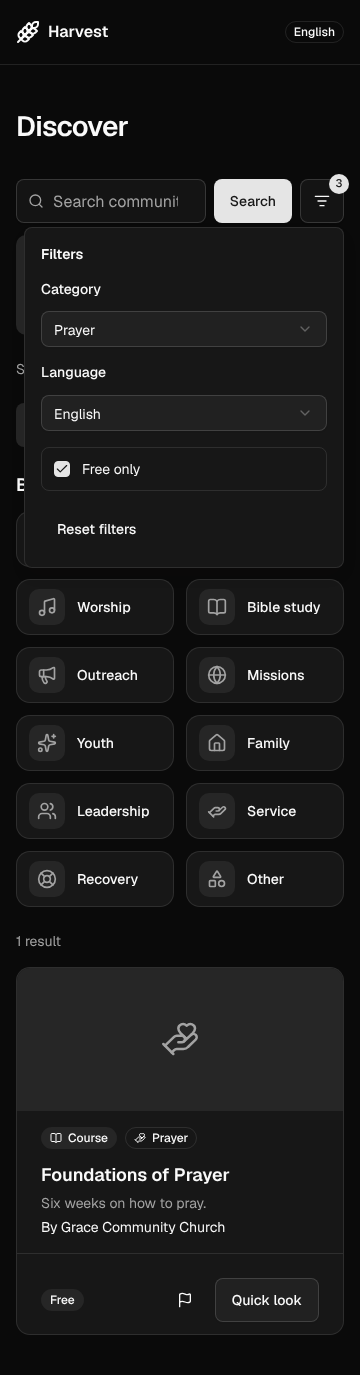 Harvest
English
Discover
3
Search communit
Search
Filters
Category
Prayer
Language
English
Free only
Reset filters
S
B
Worship
Bible study
Outreach
Missions
Youth
Family
Leadership
Service
Recovery
Other
1 result
Course
Prayer
Foundations of Prayer
Six weeks on how to pray.
By Grace Community Church
Free
Quick look